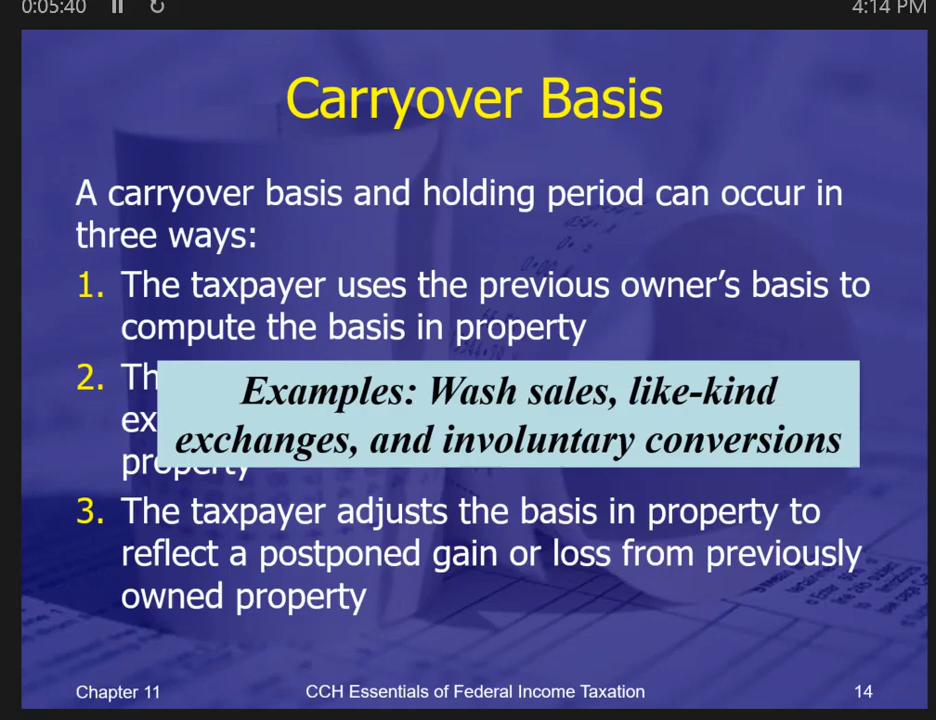 0:05:40
4:14 PM
Carryover Basis
A carryover basis and holding period can occur in
three ways:
1. The taxpayer uses the previous owner's basis to
compute the basis in property
2.
Examples: Wash sales, like-kind
exchanges, and involuntary conversions
property
3. The taxpayer adjusts the basis in property to
reflect a postponed gain or loss from previously
owned property
Chapter 11
CCH Essentials of Federal Income Taxation
14